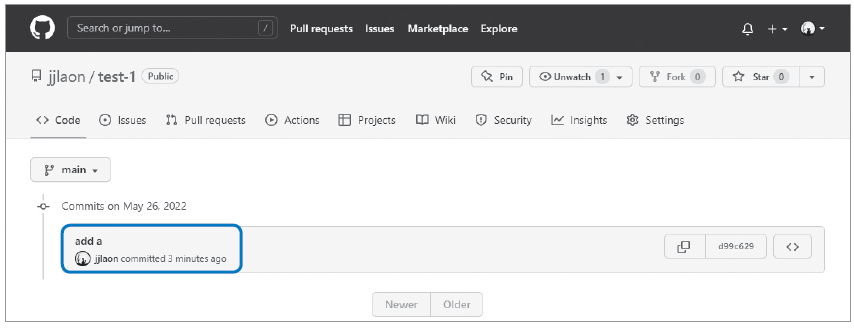 Search or jump to... / Pull requests Issues Marketplace Explore
jjlaon / test-1 Public Pin Unwatch 1 Fork 0 Star 0
Code Issues Pull requests Actions Projects Wiki Security Insights Settings
main
Commits on May 26, 2022
add a
jjlaon committed 3 minutes ago
d99c629
Newer Older